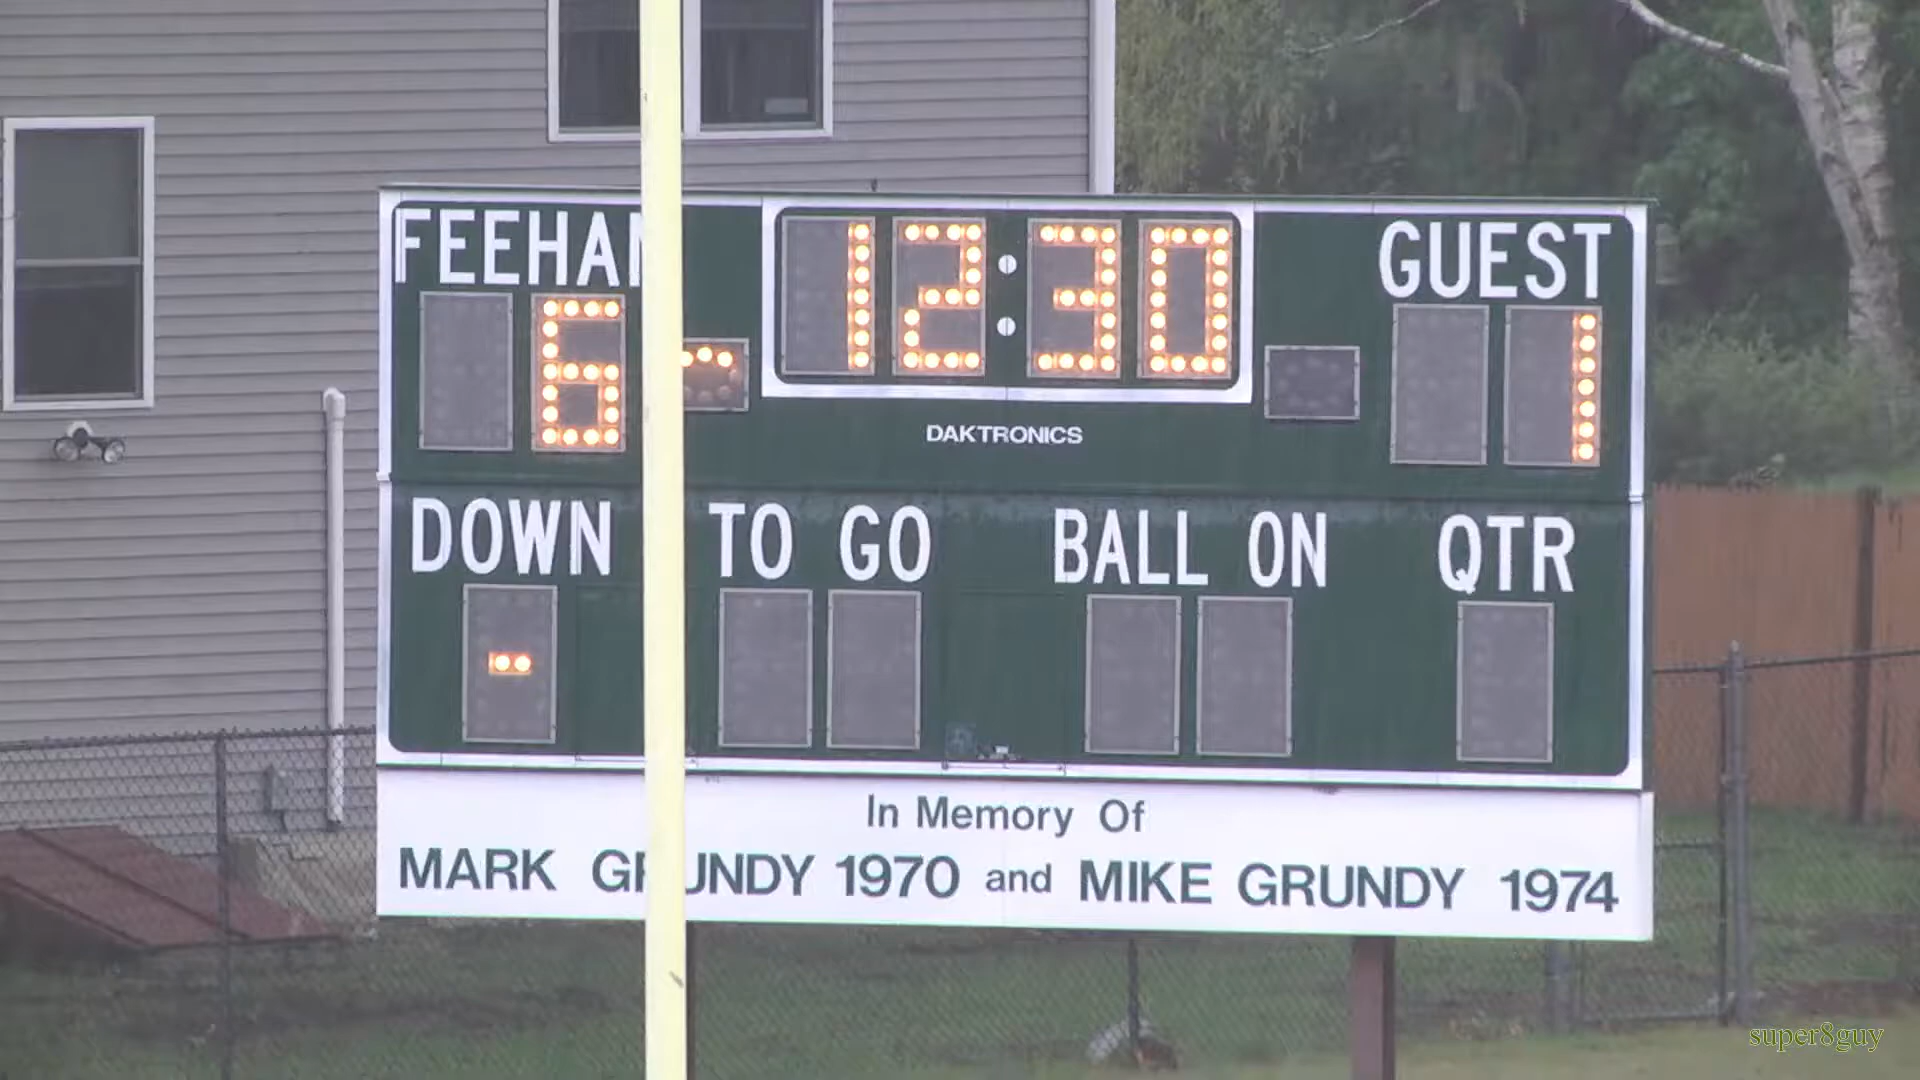 FEEHAN 12:30 GUEST
6 1
DAKTRONICS
DOWN TO GO BALL ON QTR
-
In Memory Of
MARK GRUNDY 1970 and MIKE GRUNDY 1974
super8guy